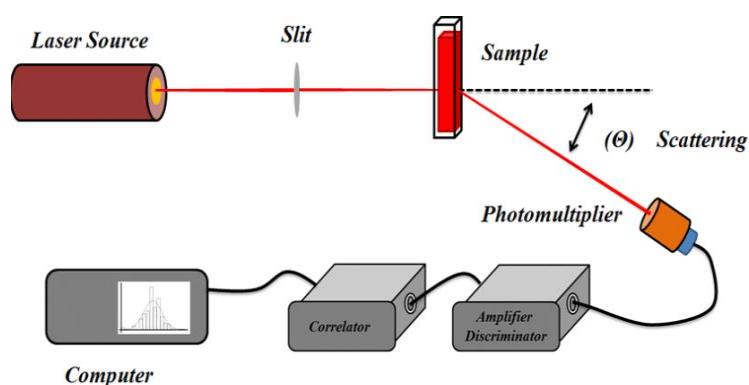 Laser Source
Slit
Sample
(Θ) Scattering
Photomultiplier
Correlator
Amplifier
Discriminator
Computer